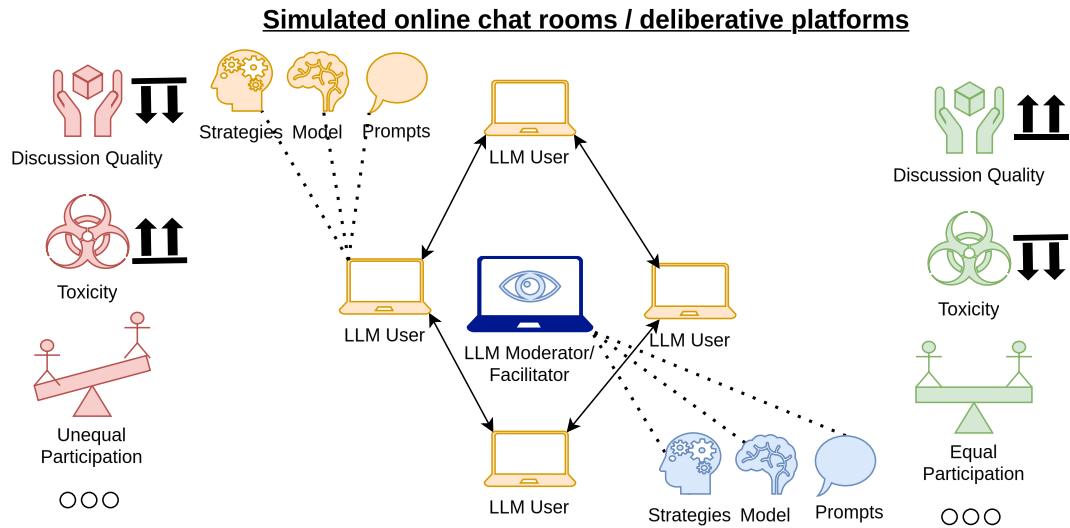 Simulated online chat rooms / deliberative platforms
Discussion Quality
Toxicity
Unequal
Participation
Strategies
Model
Prompts
LLM User
LLM User
LLM Moderator/
Facilitator
LLM User
LLM User
Strategies
Model
Prompts
Discussion Quality
Toxicity
Equal
Participation